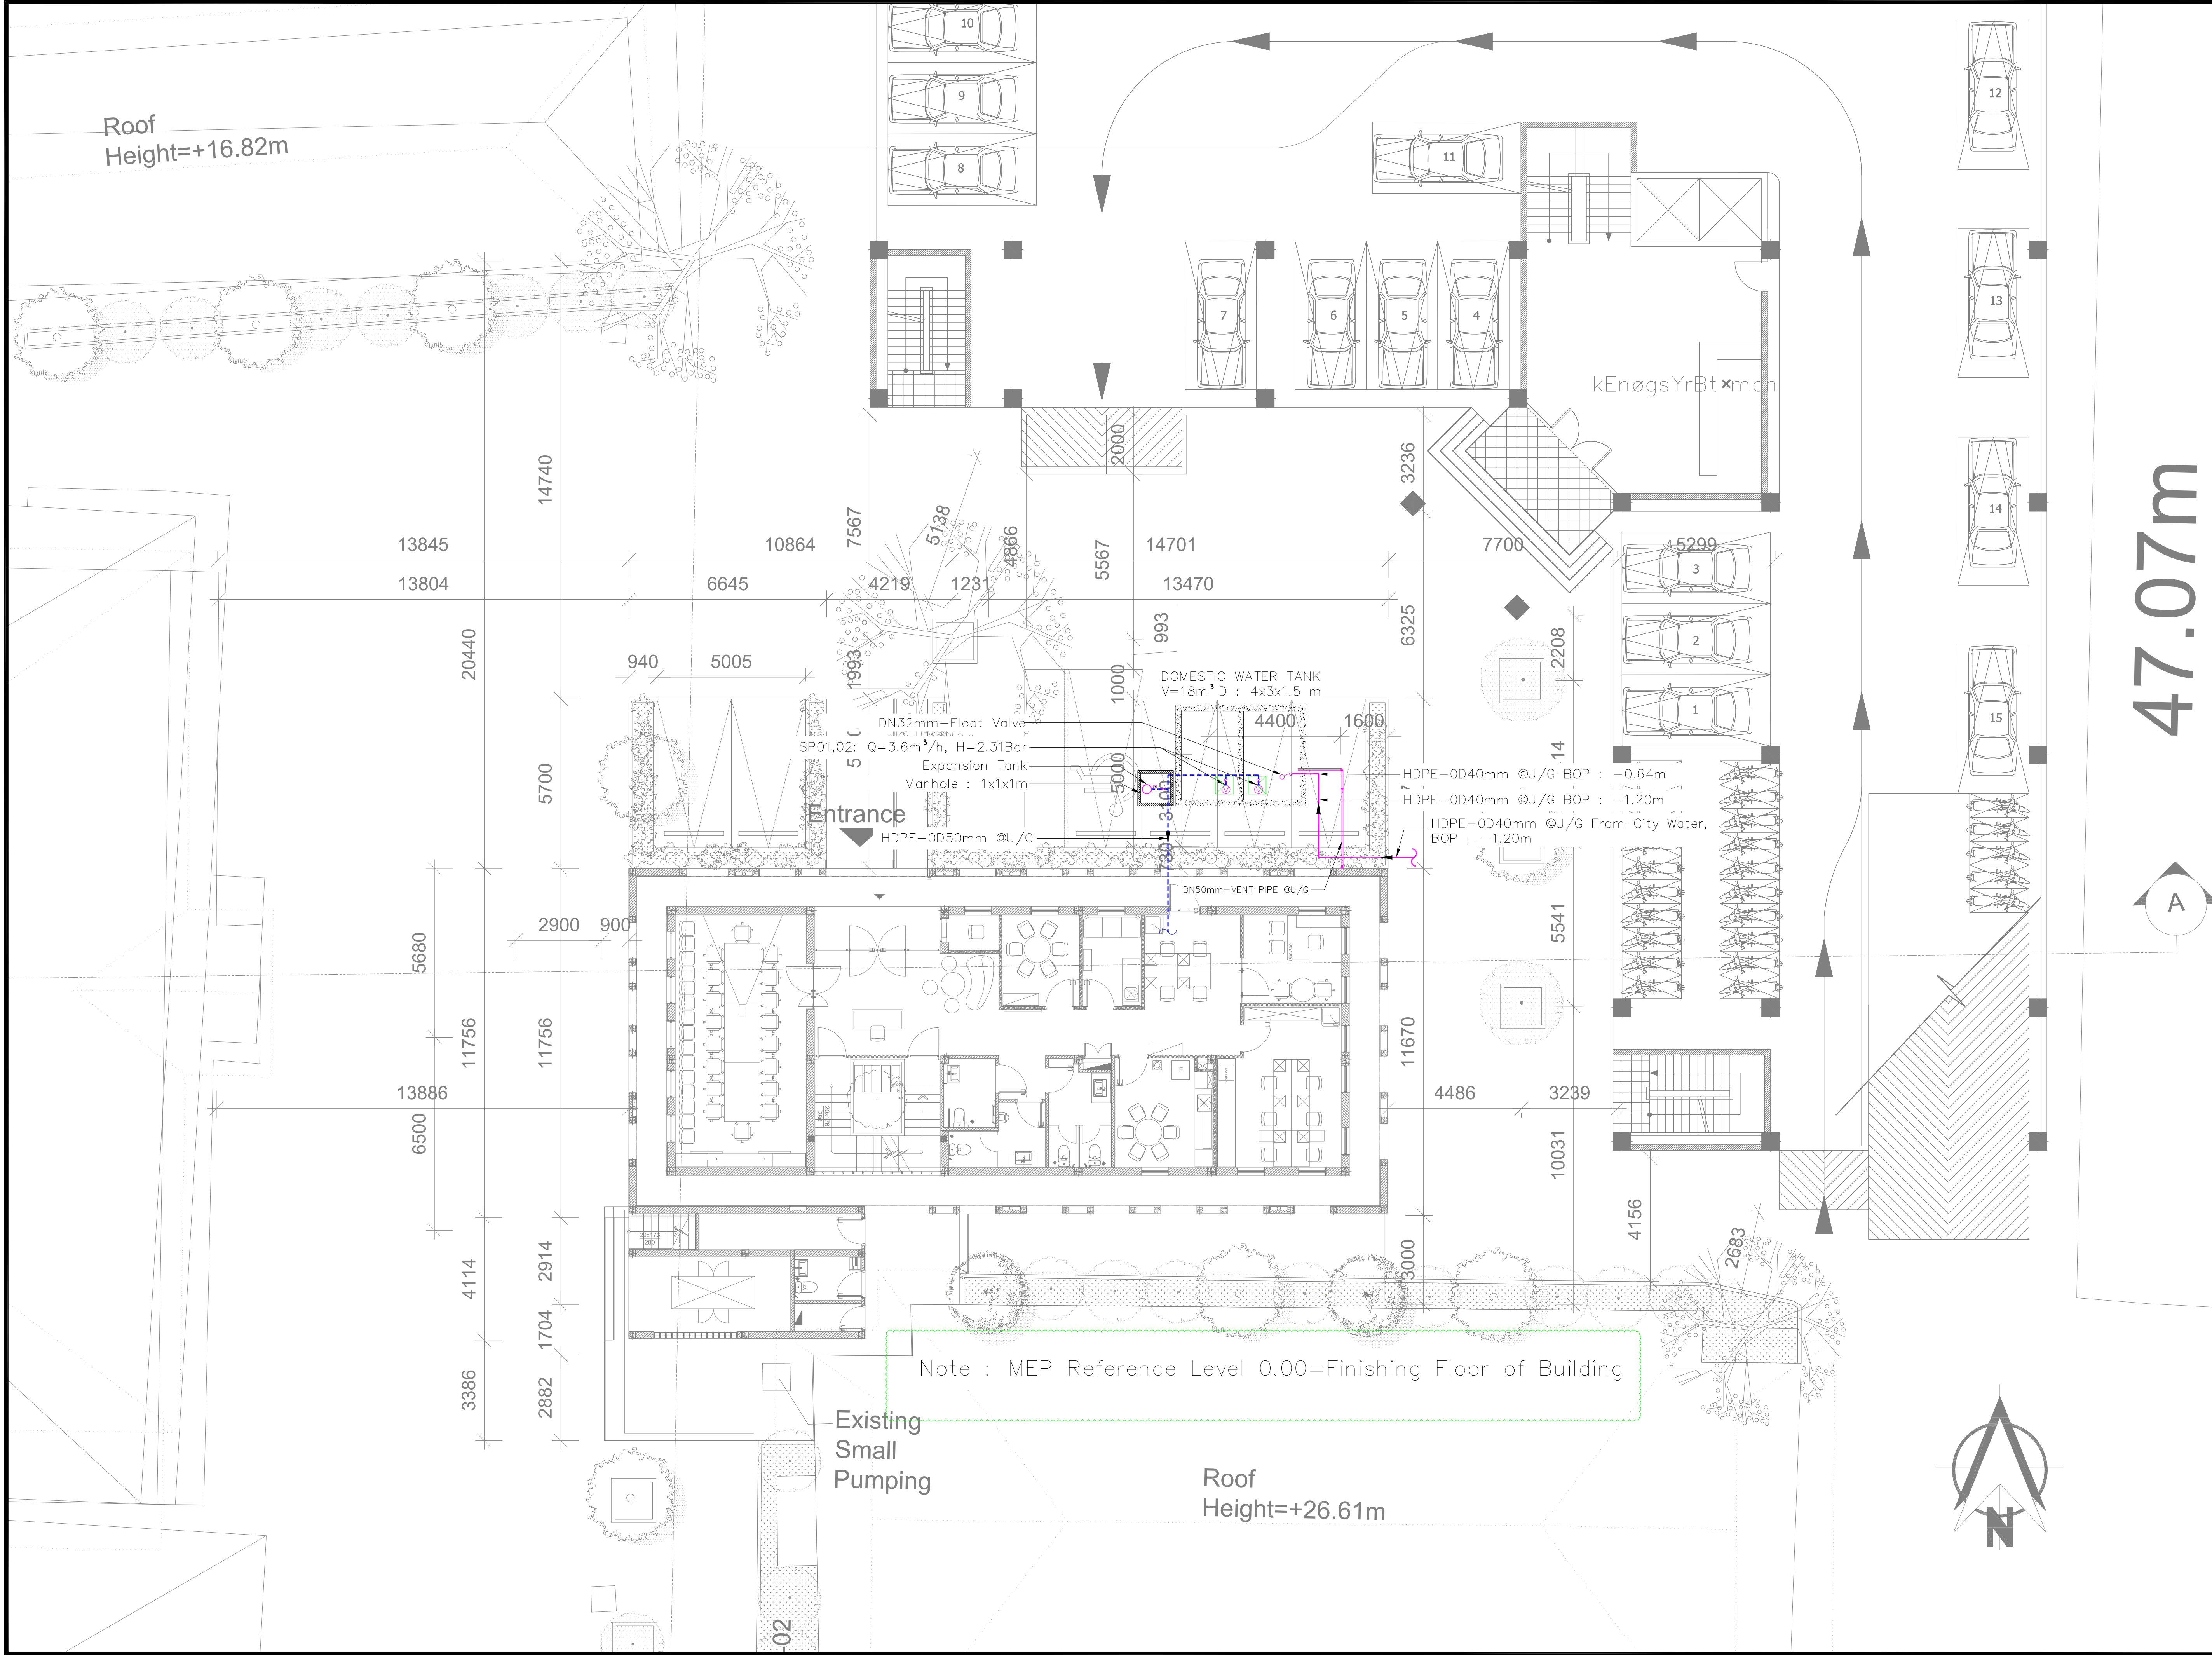 10
9
8
11
12
13
14
15
7
6
5
4
3
2
1
Roof
Height=+16.82m
kEnøgsYrBt×man
47.07m
14740
20440
13845
10864
14701
7700
5299
13804
6645
4219
1231
13470
7567
5138
4866
5567
2000
3236
6325
993
2208
940
5005
1993
1000
5700
DOMESTIC WATER TANK
V=18m³ D : 4x3x1.5 m
4400
1600
DN32mm-Float Valve
SP01,02: Q=3.6m³/h, H=2.31Bar
Expansion Tank
Manhole : 1x1x1m
5000
3100
Entrance
HDPE-OD50mm @U/G
HDPE-OD40mm @U/G BOP : -0.64m
HDPE-OD40mm @U/G BOP : -1.20m
HDPE-OD40mm @U/G From City Water,
BOP : -1.20m
DN50mm-VENT PIPE @U/G
2900
900
5680
5541
A
11756
11756
11670
13886
6500
4486
3239
10031
4156
2683
4114
2914
3000
1704
3386
2882
Note : MEP Reference Level 0.00=Finishing Floor of Building
Existing
Small
Pumping
Roof
Height=+26.61m
N
-02